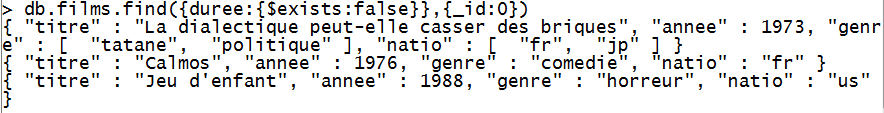 > db.films.find({duree:{$exists:false}},{_id:0})
{ "titre" : "La dialectique peut-elle casser des briques", "annee" : 1973, "genr
e" : [  "tatane",  "politique" ], "natio" : [  "fr",  "jp" ] }
{ "titre" : "Calmos", "annee" : 1976, "genre" : "comedie", "natio" : "fr" }
{ "titre" : "Jeu d'enfant", "annee" : 1988, "genre" : "horreur", "natio" : "us"
}